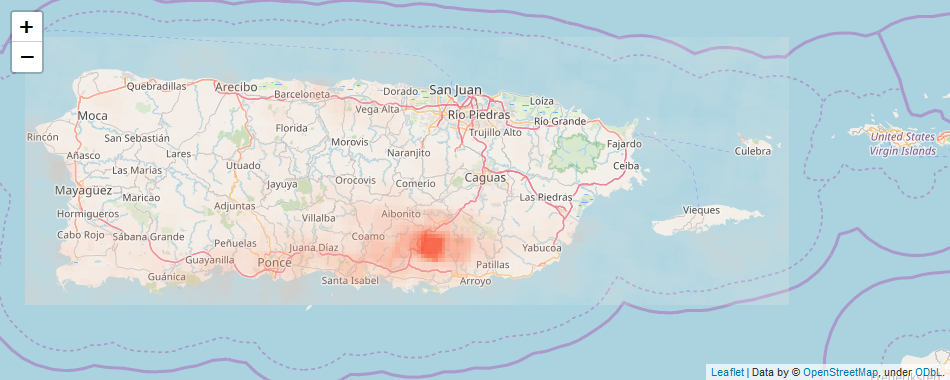 +
−
Quebradillas
Arecibo
Barceloneta
Dorado
San Juan
Loiza
Moca
Vega Alta
Río Piedras
Río Grande
Rincón
San Sebastián
Florida
Morovis
Trujillo Alto
Fajardo
United States
Virgin Islands
Culebra
Añasco
Lares
Naranjito
Las Marías
Utuado
Ceiba
Mayagüez
Maricao
Jayuya
Orocovis
Comerío
Caguas
Las Piedras
Hormigueros
Adjuntas
Villalba
Aibonito
Vieques
Cabo Rojo
Sábana Grande
Peñuelas
Juana Díaz
Coamo
Yabucoa
Guayanilla
Ponce
Patillas
Guánica
Santa Isabel
Arroyo
Leaflet | Data by © OpenStreetMap, under ODbL.